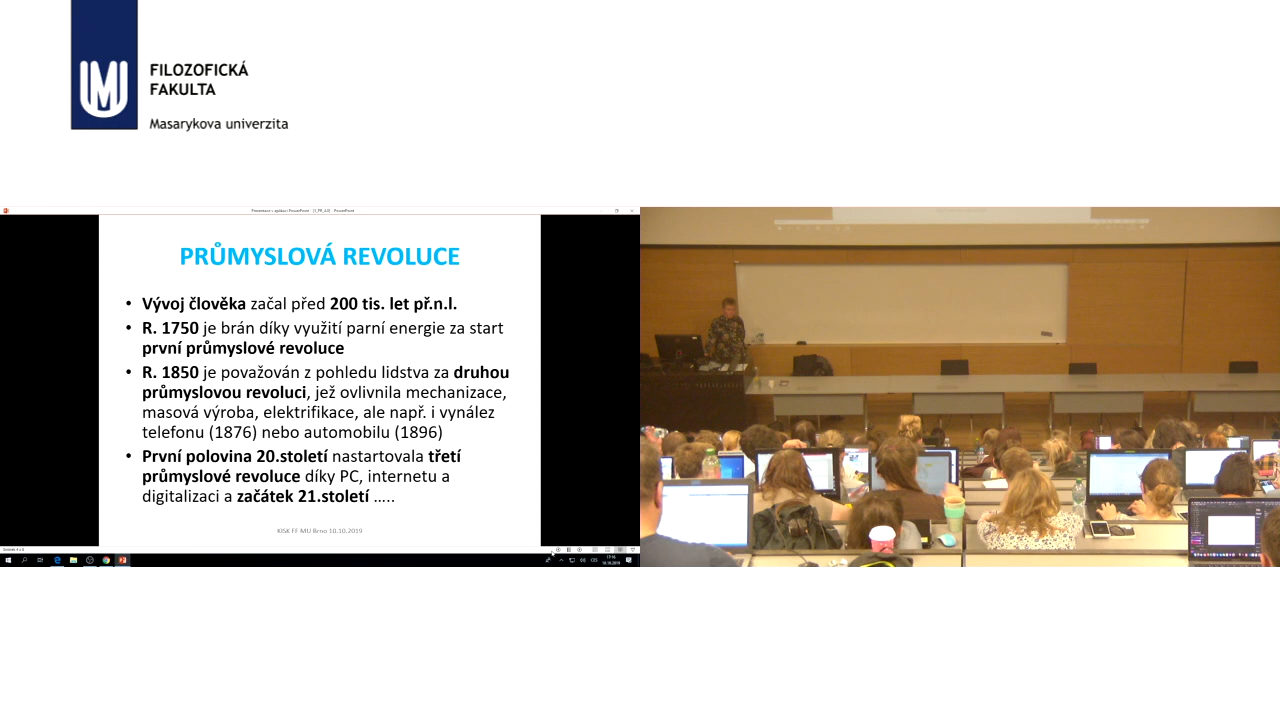 FILOZOFICKÁ
FAKULTA
Masarykova univerzita
PRŮMYSLOVÁ REVOLUCE
• Vývoj člověka začal před 200 tis. let př.n.l.
• R. 1750 je brán díky využití parní energie za start
první průmyslové revoluce
• R. 1850 je považován z pohledu lidstva za druhou
průmyslovou revoluci, jež ovlivnila mechanizace,
masová výroba, elektrifikace, ale např. i vynález
telefonu (1876) nebo automobilu (1896)
• První polovina 20.století nastartovala třetí
průmyslové revoluce díky PC, internetu a
digitalizaci a začátek 21.století …..
KISK FF MU Brno 10.10.2019